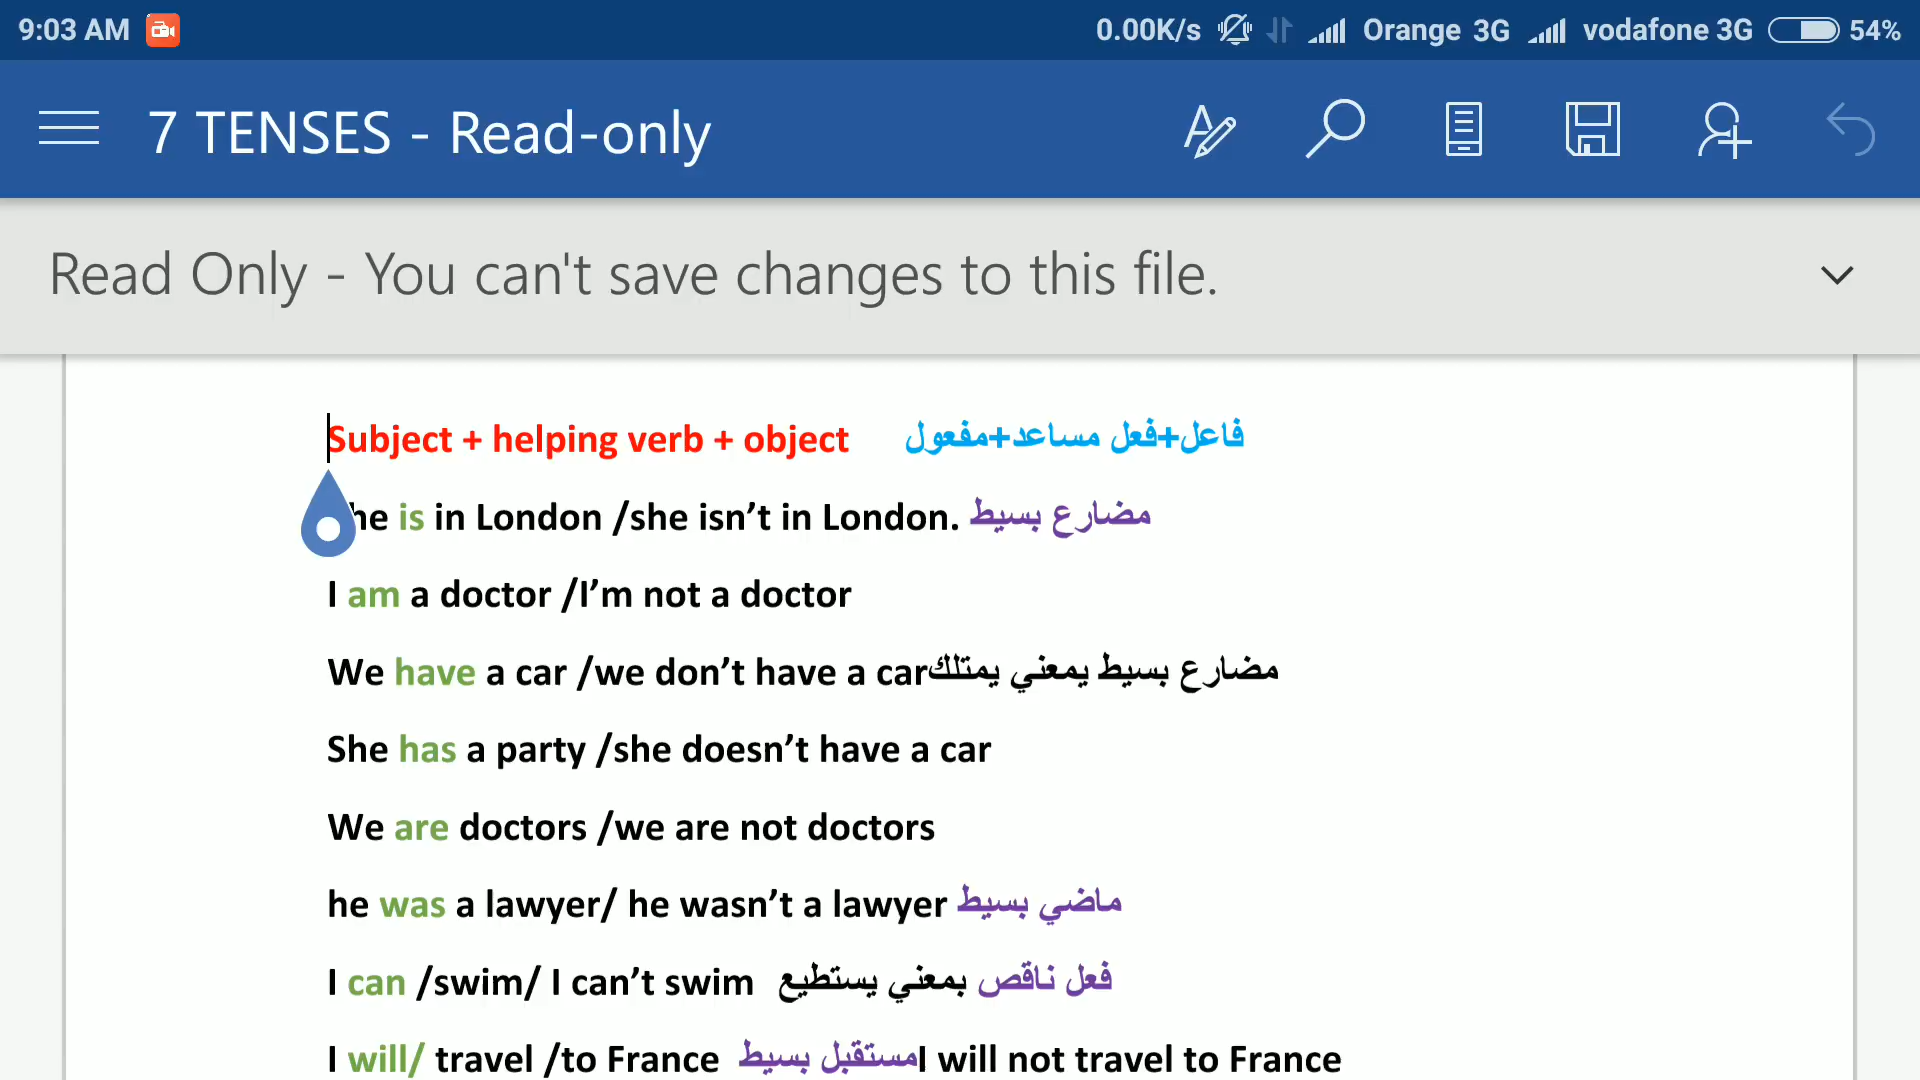 9:03 AM 0.00K/s Orange 3G vodafone 3G 54%
7 TENSES - Read-only
Read Only - You can't save changes to this file.
Subject + helping verb + object فاعل+فعل مساعد+مفعول
he is in London /she isn’t in London. مضارع بسيط
I am a doctor /I’m not a doctor
We have a car /we don’t have a carمضارع بسيط يمعني يمتلك
She has a party /she doesn’t have a car
We are doctors /we are not doctors
he was a lawyer/ he wasn’t a lawyer ماضي بسيط
I can /swim/ I can’t swim فعل ناقص بمعني يستطيع
I will/ travel /to France مستقبل بسيطI will not travel to France